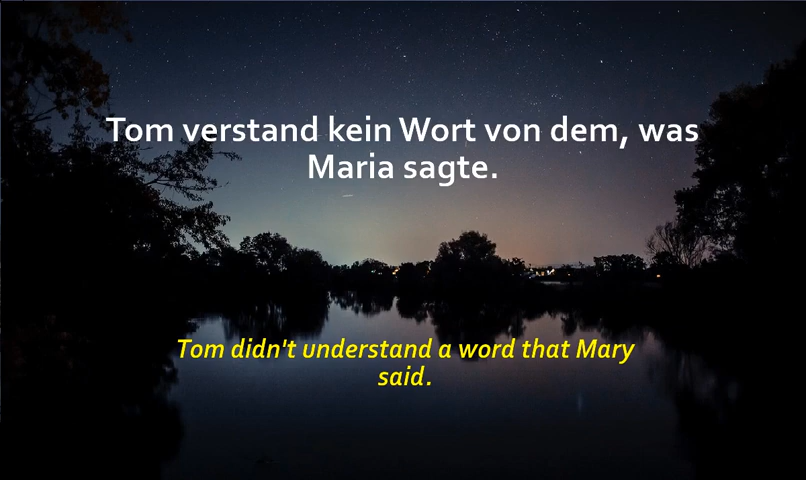 Tom verstand kein Wort von dem, was
Maria sagte.
Tom didn't understand a word that Mary
said.